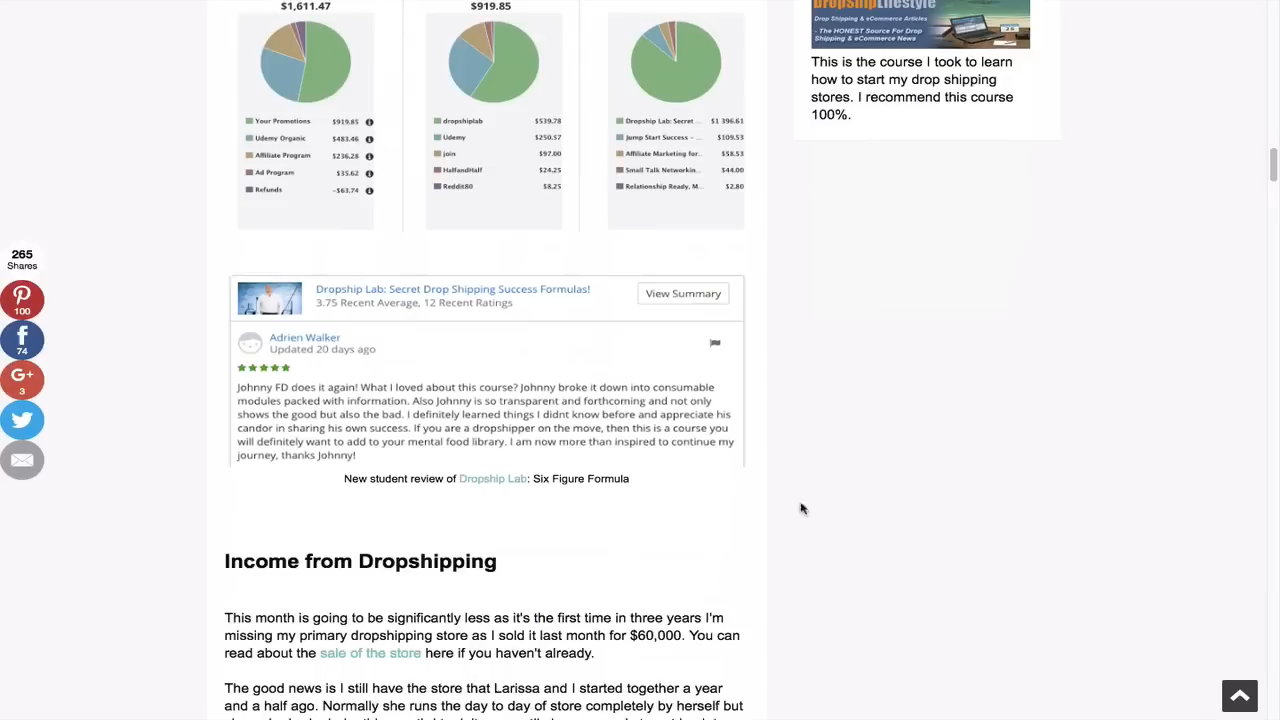 $1,611.47
$919.85
Your Promotions $919.85
Udemy Organic $483.46
Affiliate Program $236.28
Ad Program $35.62
Refunds -$63.74
dropshiplab $539.78
Udemy $250.57
join $97.00
HalfandHalf $24.25
Reddit80 $8.25
Dropship Lab: Secret ... $1 396.61
Jump Start Success - ... $109.53
Affiliate Marketing for.. $58.53
Small Talk Networkin... $44.00
Relationship Ready, M... $2.80
Dropship Lab: Secret Drop Shipping Success Formulas!
3.75 Recent Average, 12 Recent Ratings
View Summary
Adrien Walker
Updated 20 days ago
Johnny FD does it again! What I loved about this course? Johnny broke it down into consumable
modules packed with information. Also Johnny is so transparent and forthcoming and not only
shows the good but also the bad. I definitely learned things I didnt know before and appreciate his
candor in sharing his own success. If you are a dropshipper on the move, then this is a course you
will definitely want to add to your mental food library. I am now more than inspired to continue my
journey, thanks Johnny!
New student review of Dropship Lab: Six Figure Formula
Income from Dropshipping
This month is going to be significantly less as it's the first time in three years I'm
missing my primary dropshipping store as I sold it last month for $60,000. You can
read about the sale of the store here if you haven't already.
The good news is I still have the store that Larissa and I started together a year
and a half ago. Normally she runs the day to day of store completely by herself but
265
Shares
100
f
74
G+
3
DropShipLifestyle
Drop Shipping & eCommerce Articles
- The HONEST Source For Drop
Shipping & eCommerce News
This is the course I took to learn
how to start my drop shipping
stores. I recommend this course
100%.